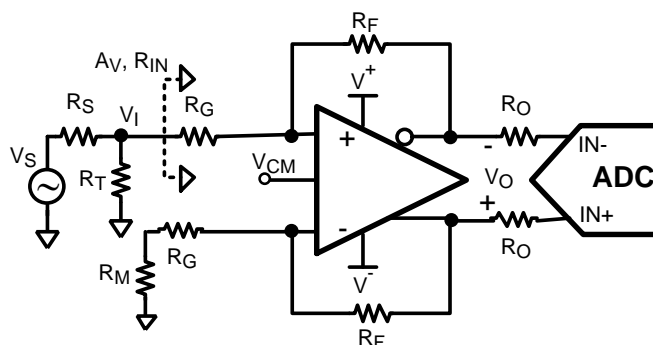 R_F
A_V, R_IN
V^+
R_S
V_I
R_G
R_O
+
-
IN-
V_S
V_CM
R_T
V_O
ADC
+
IN+
-
R_G
R_O
R_M
V^-
R_F